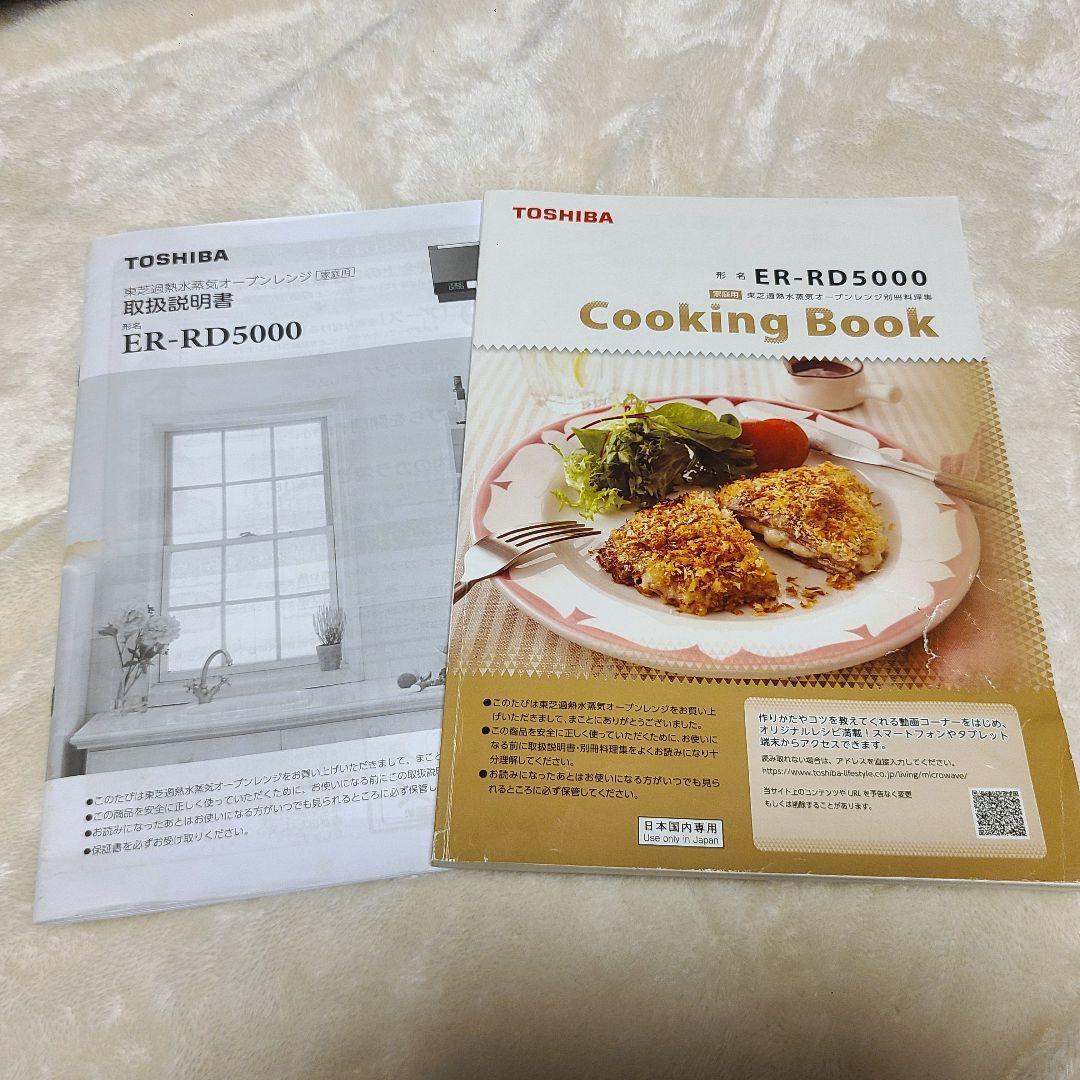 TOSHIBA
東芝過熱水蒸気オーブンレンジ 家庭用
取扱説明書
形名
ER-RD5000
●このたびは東芝過熱水蒸気オーブンレンジをお買い上げいただきまして、まこと
●この商品を安全に正しく使っていただくために、お使いになる前にこの取扱説明
●お読みになったあとはお使いになる方がいつでも見られるところに必ず保管し
●保証書を必ずお受け取りください。
TOSHIBA
形名 ER-RD5000
家庭用 東芝過熱水蒸気オーブンレンジ別冊料理集
Cooking Book
●このたびは東芝過熱水蒸気オーブンレンジをお買い上
げいただきまして、まことにありがとうございました。
●この商品を安全に正しく使っていただくために、お使いに
なる前に取扱説明書・別冊料理集をよくお読みになり十
分理解してください。
●お読みになったあとはお使いになる方がいつでも見ら
れるところに必ず保管してください。
日本国内専用
Use only in Japan
作りかたやコツを教えてくれる動画コーナーをはじめ、
オリジナルレシピ満載！スマートフォンやタブレット
端末からアクセスできます。
読み取れない場合は、アドレスを直接入力してください。
https://www.toshiba-lifestyle.co.jp/living/microwave/
当サイト上のコンテンツや URL を予告なく変更
もしくは削除することがあります。